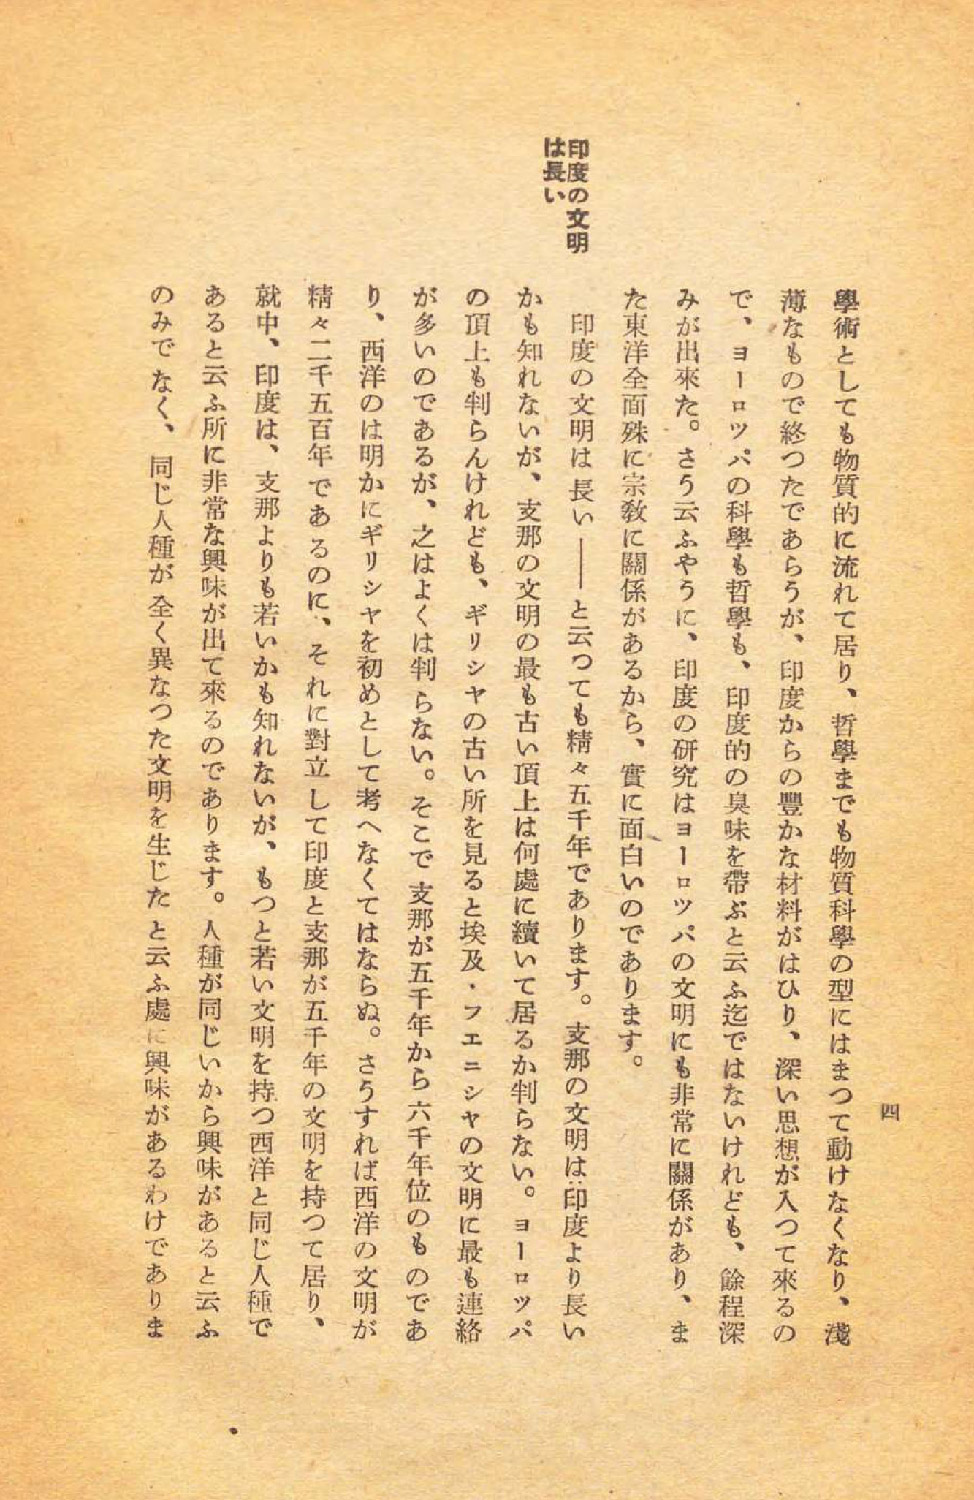 四
學術としても物質的に流れて居り、哲學までも物質科學の型にはまつて動けなくなり、淺
薄なもので終つたであらうが、印度からの豐かな材料がはひり、深い思想が入つて來るの
で、ヨーロッパの科學も哲學も、印度的の臭味を帶ぶと云ふ迄ではないけれども、餘程深
みが出來た。さう云ふやうに、印度の研究はヨーロッパの文明にも非常に關係があり、ま
た東洋全面殊に宗敎に關係があるから、實に面白いのであります。
印度の文明
は長い
印度の文明は長い——と云つても精々五千年であります。支那の文明は印度より長い
かも知れないが、支那の文明の最も古い頂上は何處に續いて居るか判らない。ヨーロッパ
の頂上も判らんけれども、ギリシヤの古い所を見ると埃及・フエニシヤの文明に最も連絡
が多いのであるが、之はよくは判らない。そこで支那が五千年から六千年位のものであ
り、西洋のは明かにギリシヤを初めとして考へなくてはならぬ。さうすれば西洋の文明が
精々二千五百年であるのに、それに對立して印度と支那が五千年の文明を持つて居り、
就中、印度は、支那よりも若いかも知れないが、もつと若い文明を持つ西洋と同じ人種で
あると云ふ所に非常な興味が出て來るのであります。人種が同じいから興味があると云ふ
のみでなく、同じ人種が全く異なつた文明を生じたと云ふ處に興味があるわけでありま